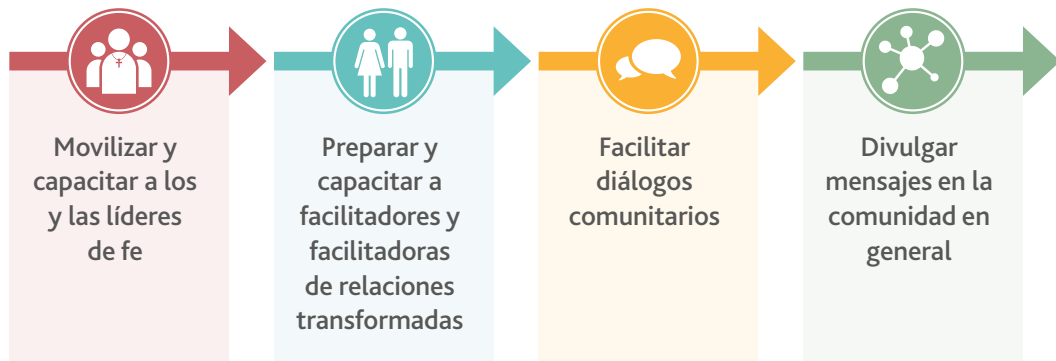 Movilizar y
capacitar a los
y las líderes
de fe
Preparar y
capacitar a
facilitadores y
facilitadoras
de relaciones
transformadas
Facilitar
diálogos
comunitarios
Divulgar
mensajes en la
comunidad en
general